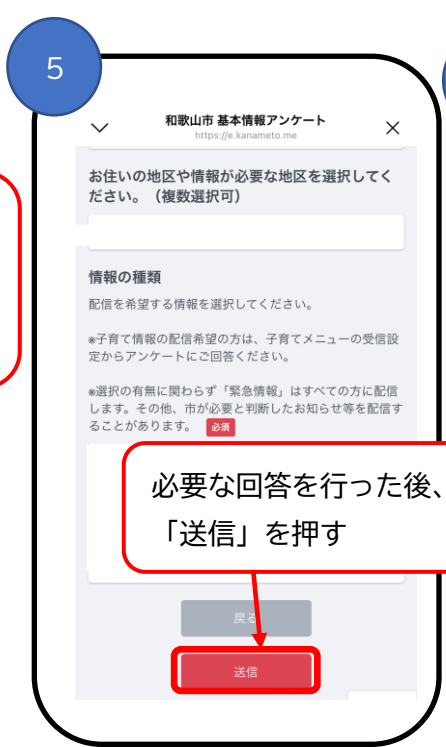 5
和歌山市 基本情報アンケート
https://e.kanameto.me
お住いの地区や情報が必要な地区を選択してく
ださい。（複数選択可）
情報の種類
配信を希望する情報を選択してください。
※子育て情報の配信希望の方は、子育てメニューの受信設
定からアンケートにご回答ください。
※選択の有無に関わらず「緊急情報」はすべての方に配信
します。その他、市が必要と判断したお知らせ等を配信す
ることがあります。 必須
必要な回答を行った後、
「送信」を押す
戻る
送信